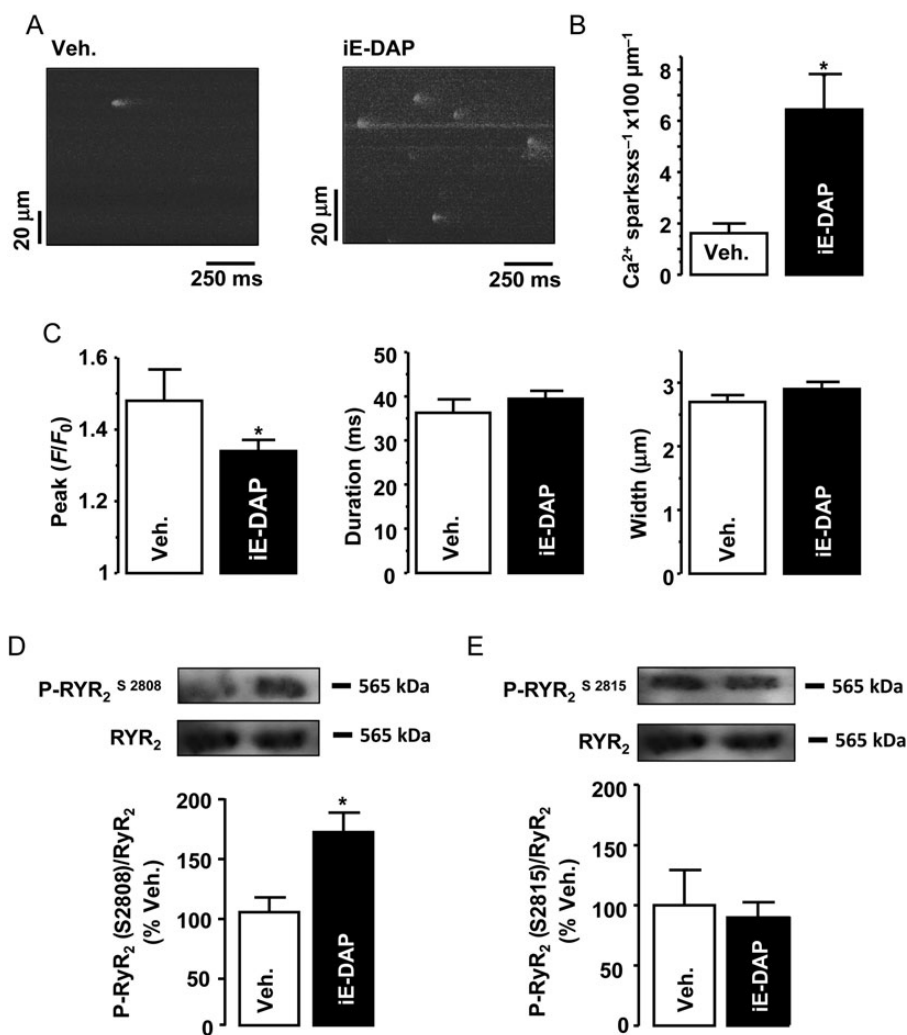 A
Veh.
iE-DAP
20 μm
250 ms
20 μm
250 ms
B
Ca²⁺ sparksxs⁻¹ x100 μm⁻¹
8
6
4
2
0
*
Veh.
iE-DAP
C
Peak (F/F₀)
1.6
1.4
1.2
1
*
Veh.
iE-DAP
Duration (ms)
50
40
30
20
10
0
Veh.
iE-DAP
Width (μm)
3
2
1
0
Veh.
iE-DAP
D
P-RYR₂ S 2808
565 kDa
RYR₂
565 kDa
P-RyR₂ (S2808)/RyR₂
(% Veh.)
200
150
100
50
0
*
Veh.
iE-DAP
E
P-RYR₂ S 2815
565 kDa
RYR₂
565 kDa
P-RyR₂ (S2815)/RyR₂
(% Veh.)
200
150
100
50
0
Veh.
iE-DAP